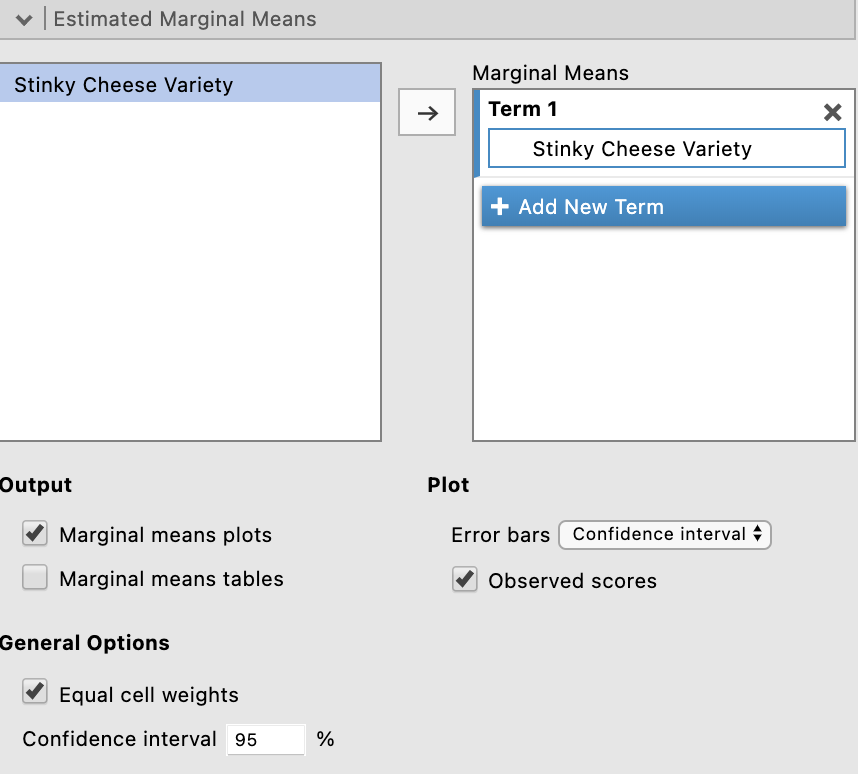 Estimated Marginal Means
Stinky Cheese Variety
Marginal Means
Term 1
Stinky Cheese Variety
Add New Term
Output
Marginal means plots
Marginal means tables
Plot
Error bars Confidence interval
Observed scores
General Options
Equal cell weights
Confidence interval 95 %